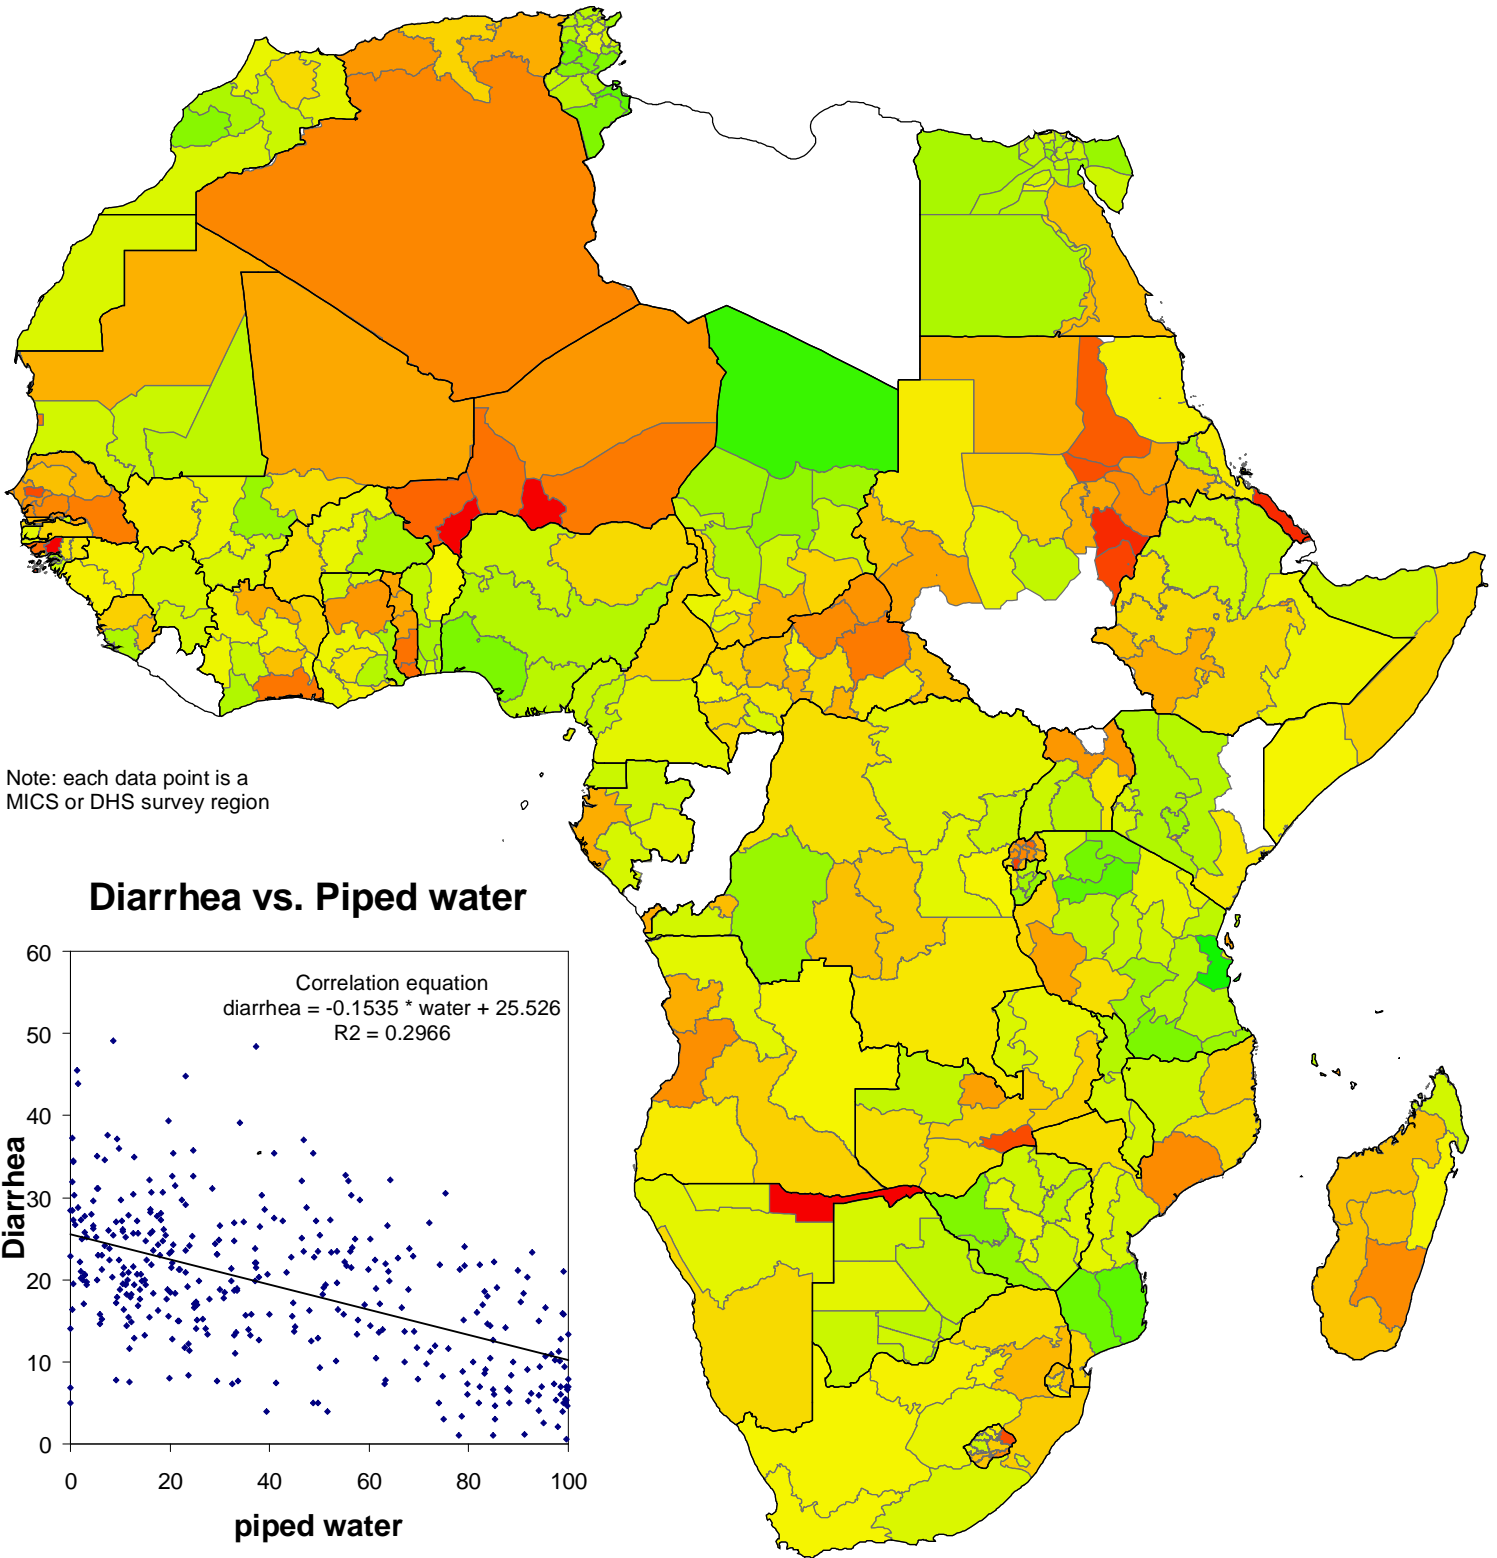 Note: each data point is a
MICS or DHS survey region
Diarrhea vs. Piped water
Correlation equation
diarrhea = -0.1535 * water + 25.526
R2 = 0.2966
Diarrhea
60
50
40
30
20
10
0
0 20 40 60 80 100
piped water